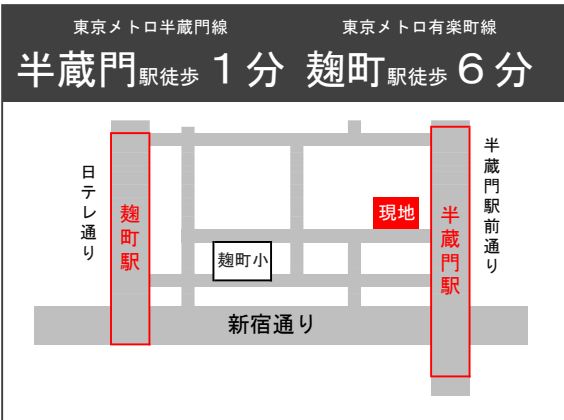 東京メトロ半蔵門線
半蔵門駅徒歩１分
東京メトロ有楽町線
麹町駅徒歩６分
日テレ通り
麹町駅
麹町小
現地
半蔵門駅
半蔵門駅前通り
新宿通り